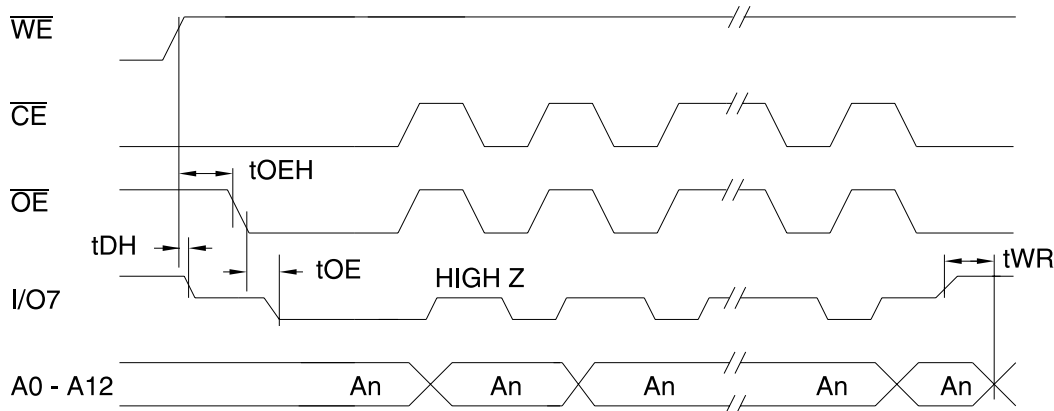 WE
CE
tOEH
OE
tDH
tOE
tWR
HIGH Z
I/O7
A0 - A12 An An An An An